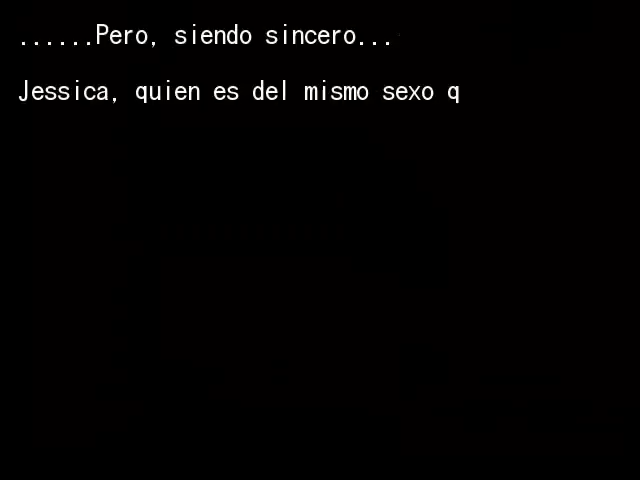 ......Pero, siendo sincero...
Jessica, quien es del mismo sexo q